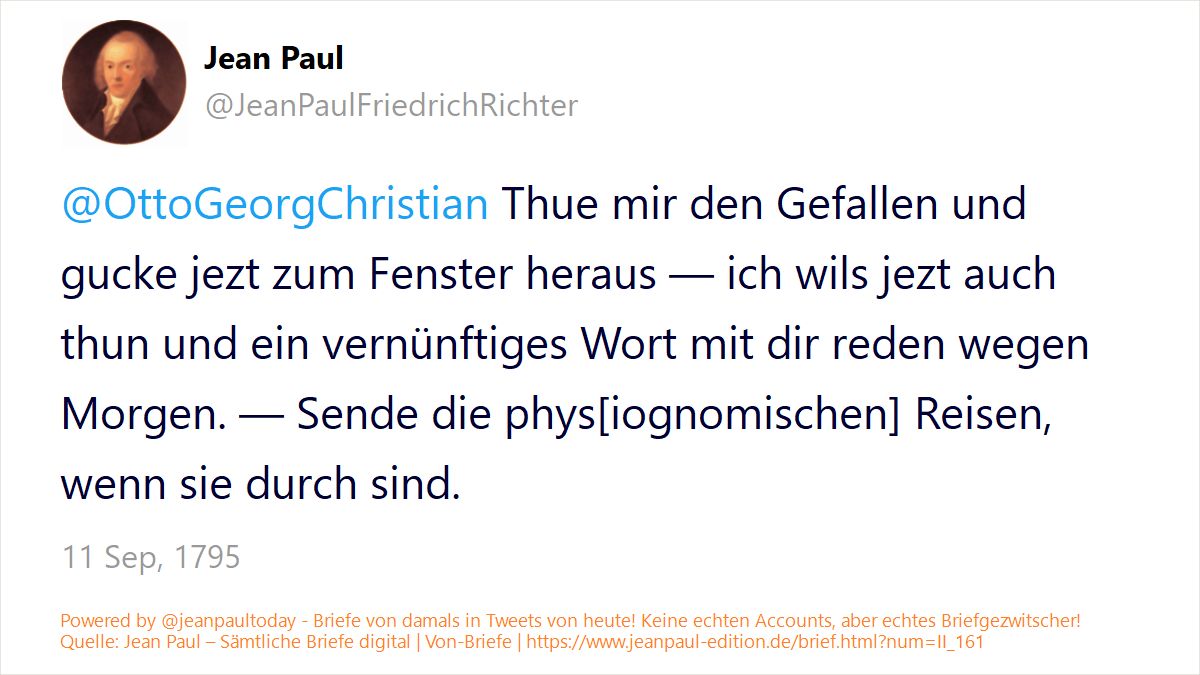 Jean Paul
@JeanPaulFriedrichRichter
@OttoGeorgChristian Thue mir den Gefallen und
gucke jezt zum Fenster heraus — ich wils jezt auch
thun und ein vernünftiges Wort mit dir reden wegen
Morgen. — Sende die phys[iognomischen] Reisen,
wenn sie durch sind.
11 Sep, 1795
Powered by @jeanpaultoday - Briefe von damals in Tweets von heute! Keine echten Accounts, aber echtes Briefgezwitscher!
Quelle: Jean Paul – Sämtliche Briefe digital | Von-Briefe | https://www.jeanpaul-edition.de/brief.html?num=II_161